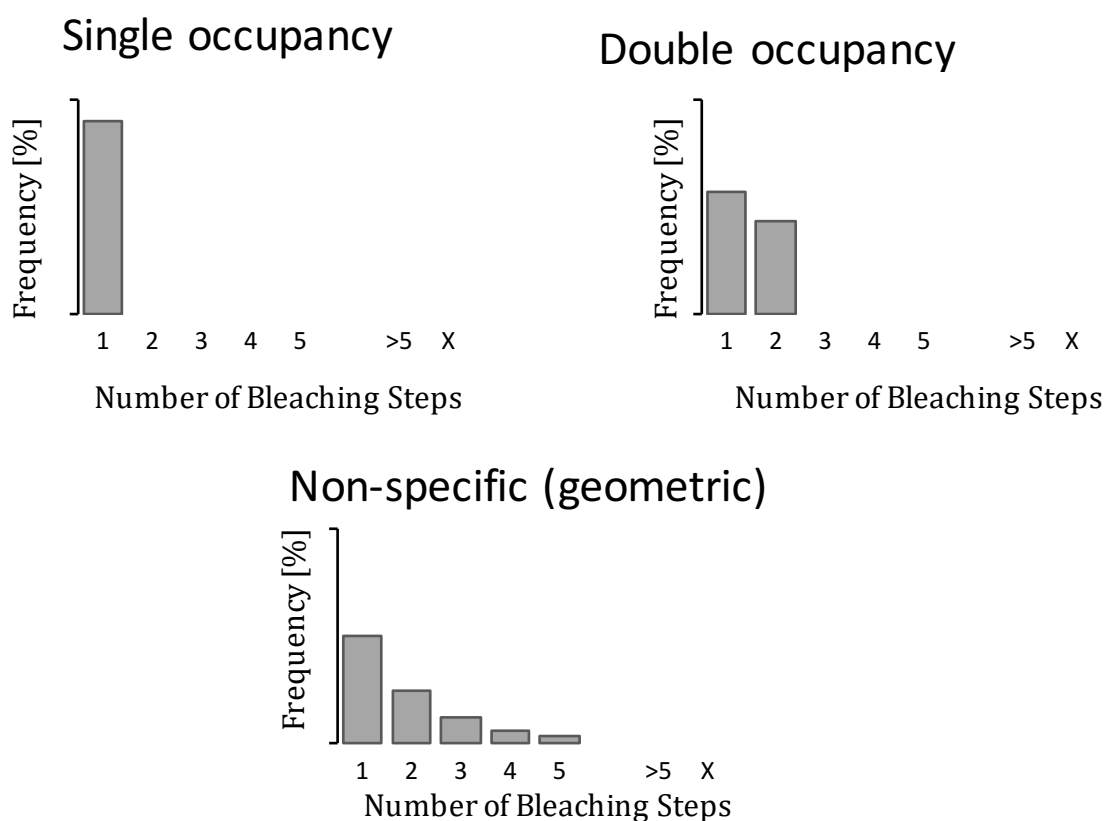 Single occupancy
Frequency [%]
1 2 3 4 5 >5 X
Number of Bleaching Steps
Double occupancy
Frequency [%]
1 2 3 4 5 >5 X
Number of Bleaching Steps
Non-specific (geometric)
Frequency [%]
1 2 3 4 5 >5 X
Number of Bleaching Steps